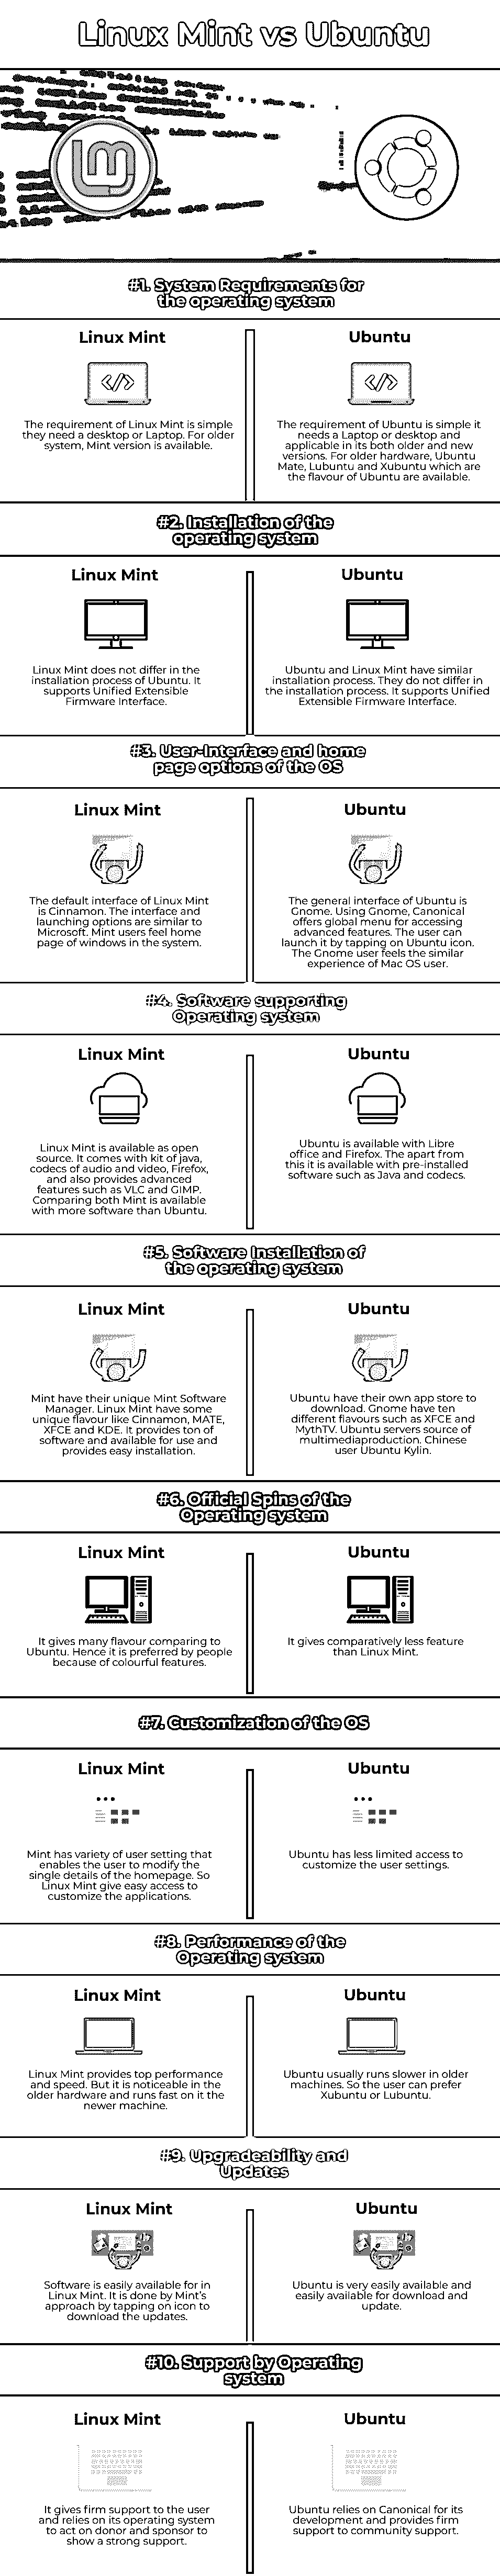 Linux Mint vs Ubuntu
#1. System Requirements for
the operating system
Linux Mint
The requirement of Linux Mint is simple
they need a desktop or Laptop. For older
system, Mint version is available.
Ubuntu
The requirement of Ubuntu is simple it
needs a Laptop or desktop and
applicable in its both older and new
versions. For older hardware, Ubuntu
Mate, Lubuntu and Xubuntu which are
the flavour of Ubuntu are available.
#2. Installation of the
operating system
Linux Mint
Linux Mint does not differ in the
installation process of Ubuntu. It
supports Unified Extensible
Firmware Interface.
Ubuntu
Ubuntu and Linux Mint have similar
installation process. They do not differ in
the installation process. It supports Unified
Extensible Firmware Interface.
#3. User-Interface and home
page options of the OS
Linux Mint
The default interface of Linux Mint
is Cinnamon. The interface and
launching options are similar to
Microsoft. Mint users feel home
page of windows in the system.
Ubuntu
The general interface of Ubuntu is
Gnome. Using Gnome, Canonical
offers global menu for accessing
advanced features. The user can
launch it by tapping on Ubuntu icon.
The Gnome user feels the similar
experience of Mac OS user.
#4. Software supporting
Operating system
Linux Mint
Linux Mint is available as open
source. It comes with kit of java,
codecs of audio and video, Firefox,
and also provides advanced
features such as VLC and GIMP.
Comparing both Mint is available
with more software than Ubuntu.
Ubuntu
Ubuntu is available with Libre
office and Firefox. The apart from
this it is available with pre-installed
software such as Java and codecs.
#5. Software Installation of
the operating system
Linux Mint
Mint have their unique Mint Software
Manager. Linux Mint have some
unique flavour like Cinnamon, MATE,
XFCE and KDE. It provides ton of
software and available for use and
provides easy installation.
Ubuntu
Ubuntu have their own app store to
download. Gnome have ten
different flavours such as XFCE and
MythTV. Ubuntu servers source of
multimediaproduction. Chinese
user Ubuntu Kylin.
#6. Official Spins of the
Operating system
Linux Mint
It gives many flavour comparing to
Ubuntu. Hence it is preferred by people
because of colourful features.
Ubuntu
It gives comparatively less feature
than Linux Mint.
#7. Customization of the OS
Linux Mint
Mint has variety of user setting that
enables the user to modify the
single details of the homepage. So
Linux Mint give easy access to
customize the applications.
Ubuntu
Ubuntu has less limited access to
customize the user settings.
#8. Performance of the
Operating system
Linux Mint
Linux Mint provides top performance
and speed. But it is noticeable in the
older hardware and runs fast on it the
newer machine.
Ubuntu
Ubuntu usually runs slower in older
machines. So the user can prefer
Xubuntu or Lubuntu.
#9. Upgradeability and
Updates
Linux Mint
Software is easily available for in
Linux Mint. It is done by Mint's
approach by tapping on icon to
download the updates.
Ubuntu
Ubuntu is very easily available and
easily available for download and
update.
#10. Support by Operating
system
Linux Mint
It gives firm support to the user
and relies on its operating system
to act on donor and sponsor to
show a strong support.
Ubuntu
Ubuntu relies on Canonical for its
development and provides firm
support to community support.